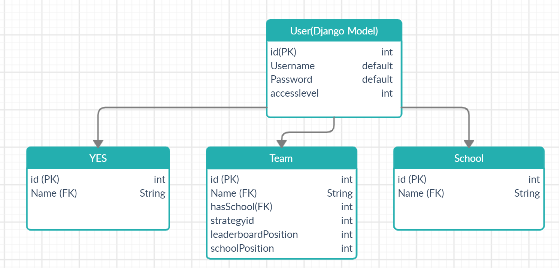 User(Django Model)
id(PK) int
Username default
Password default
accesslevel int
YES
id (PK) int
Name (FK) String
Team
id (PK) int
Name (FK) String
hasSchool(FK) int
strategyid int
leaderboardPosition int
schoolPosition int
School
id (PK) int
Name (FK) String